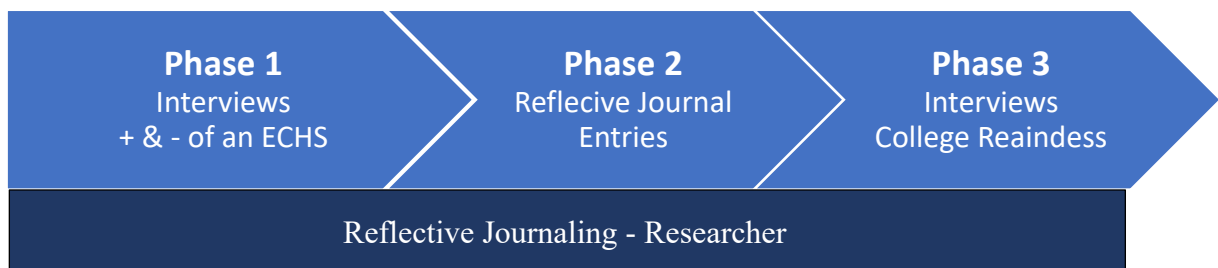 Phase 1
Interviews
+ & - of an ECHS
Phase 2
Reflecive Journal
Entries
Phase 3
Interviews
College Reaindess
Reflective Journaling - Researcher